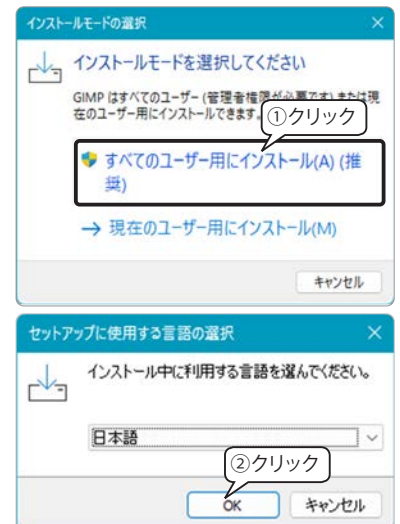 インストールモードの選択
インストールモードを選択してください
GIMP はすべてのユーザー (管理者権限が必要です) または現
在のユーザー用にインストールできます。
①クリック
すべてのユーザー用にインストール(A) (推
奨)
→ 現在のユーザー用にインストール(M)
キャンセル
セットアップに使用する言語の選択
インストール中に利用する言語を選んでください。
日本語
②クリック
OK
キャンセル